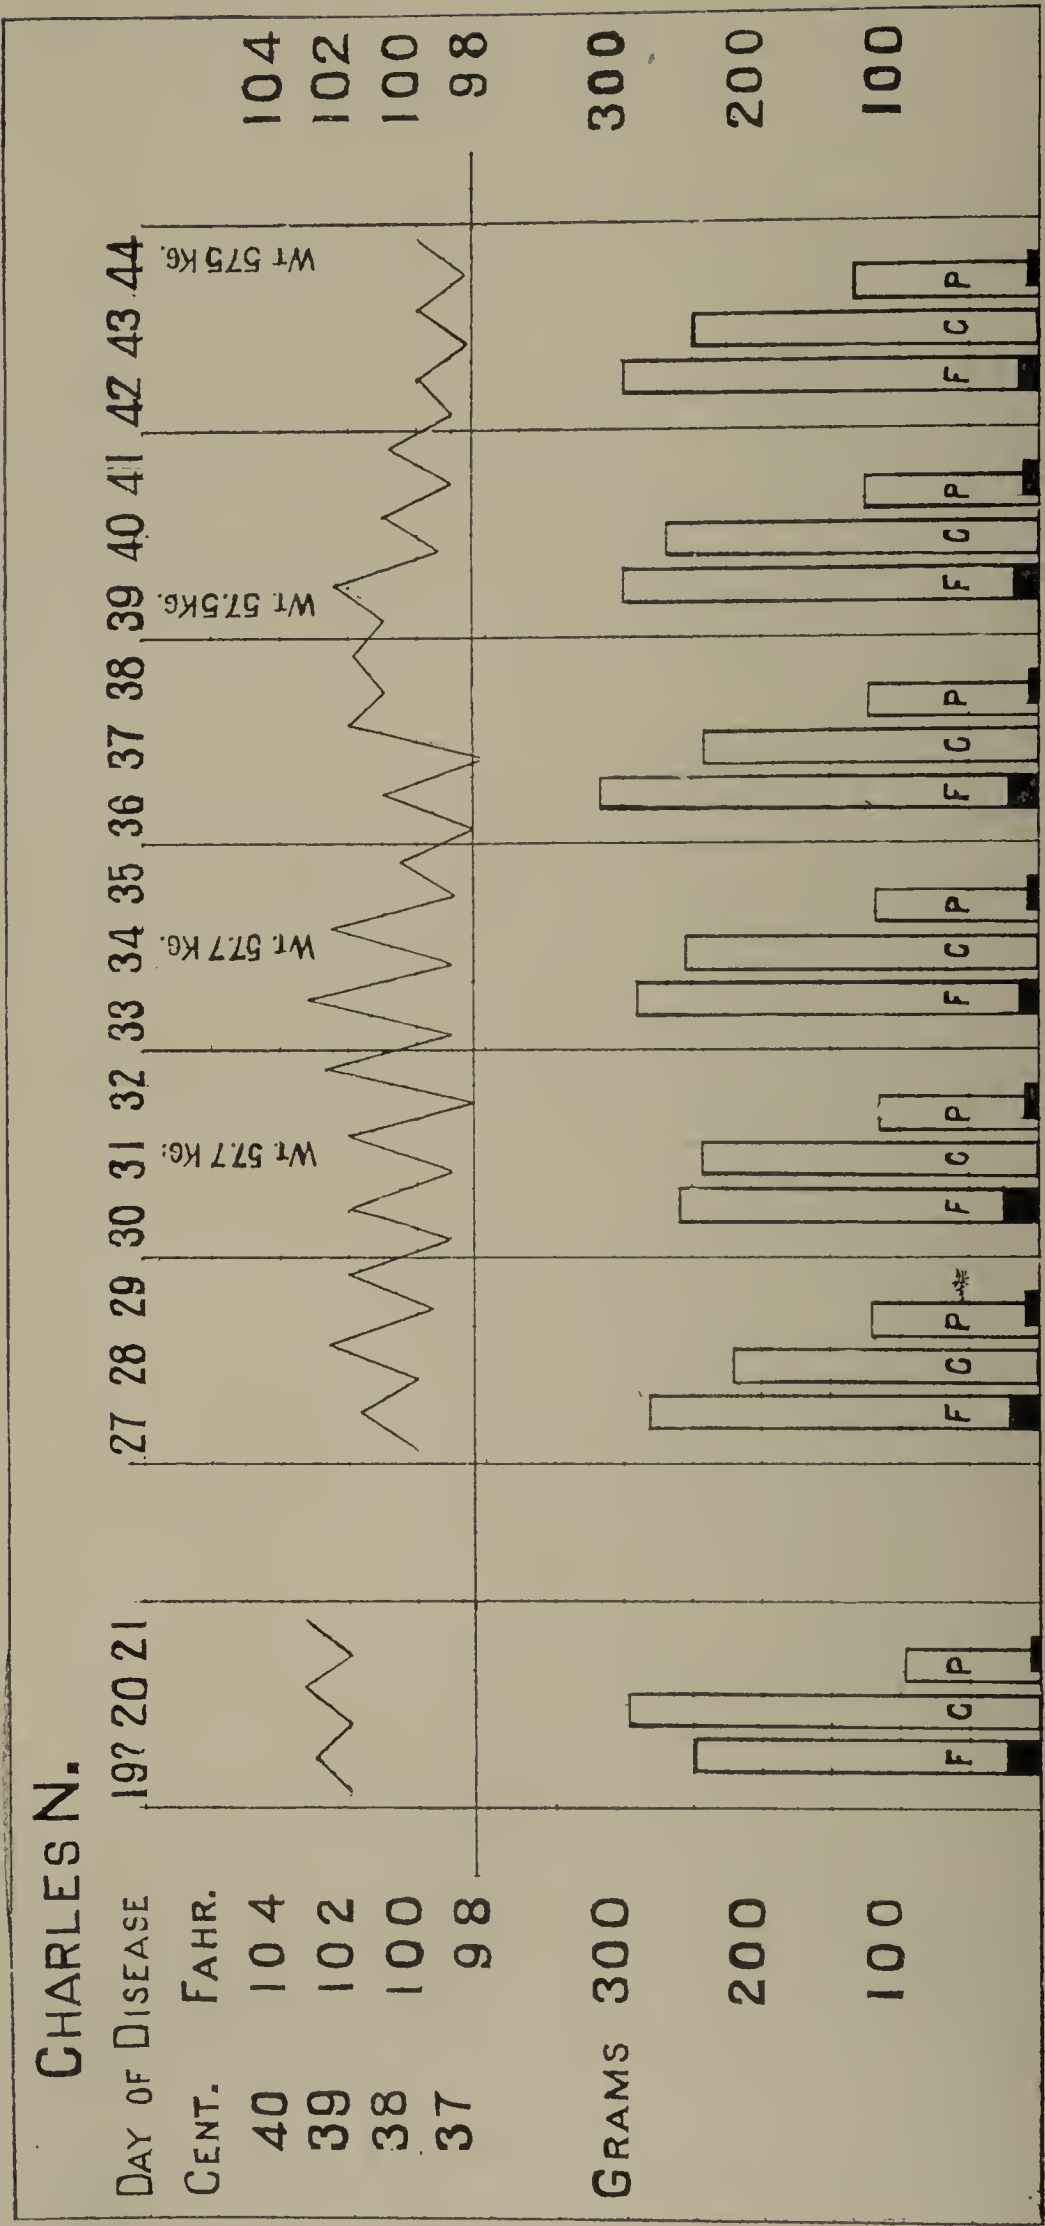 CHARLES N.
DAY OF DISEASE 19? 20 21 27 28 29 30 31 32 33 34 35 36 37 38 39 40 41 42 43 44
CENT. FAHR. WT. 57.7 KG. WT. 57.7 KG. WT. 57.5 KG. WT. 575 KG.
40 104 104
39 102 102
38 100 100
37 98 98
GRAMS 300 300
200 200
100 100
F C P F C P F C P F C P F C P F C P F C P